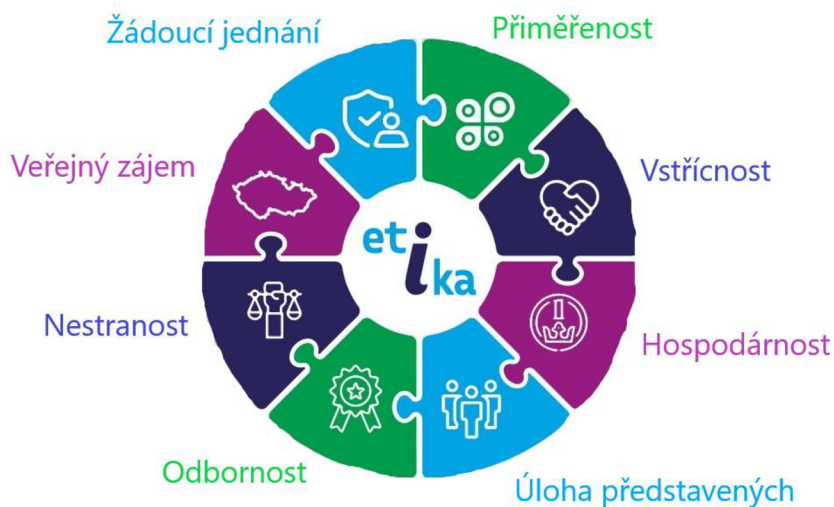 Žádoucí jednání
Přiměřenost
Veřejný zájem
Vstřícnost
etika
Nestranost
Hospodárnost
Odbornost
Úloha představených